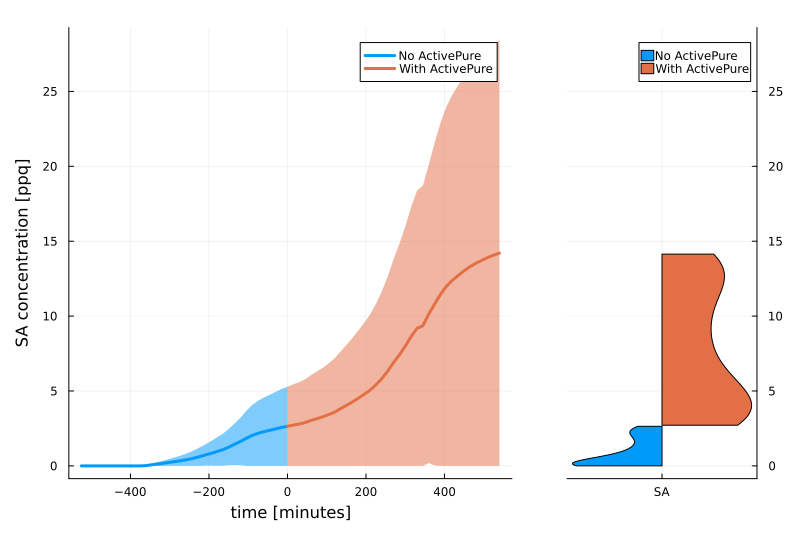 No ActivePure
With ActivePure
SA concentration [ppq]
25
20
15
10
5
0
−400
−200
0
200
400
time [minutes]
No ActivePure
With ActivePure
25
20
15
10
5
0
SA